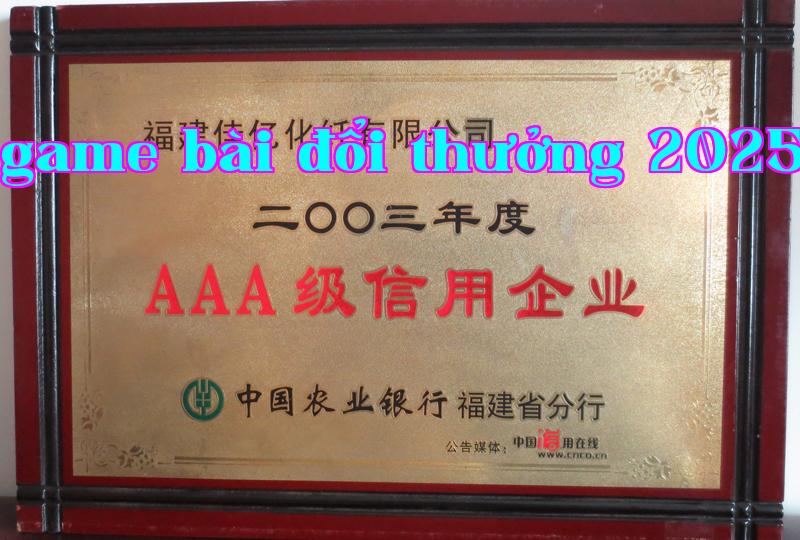 福建佳亿化纤有限公司
game bài đổi thưởng 2025
二〇〇三年度
AAA级信用企业
中国农业银行 福建省分行
公告媒体: 中国信用在线
www.cnco.cn